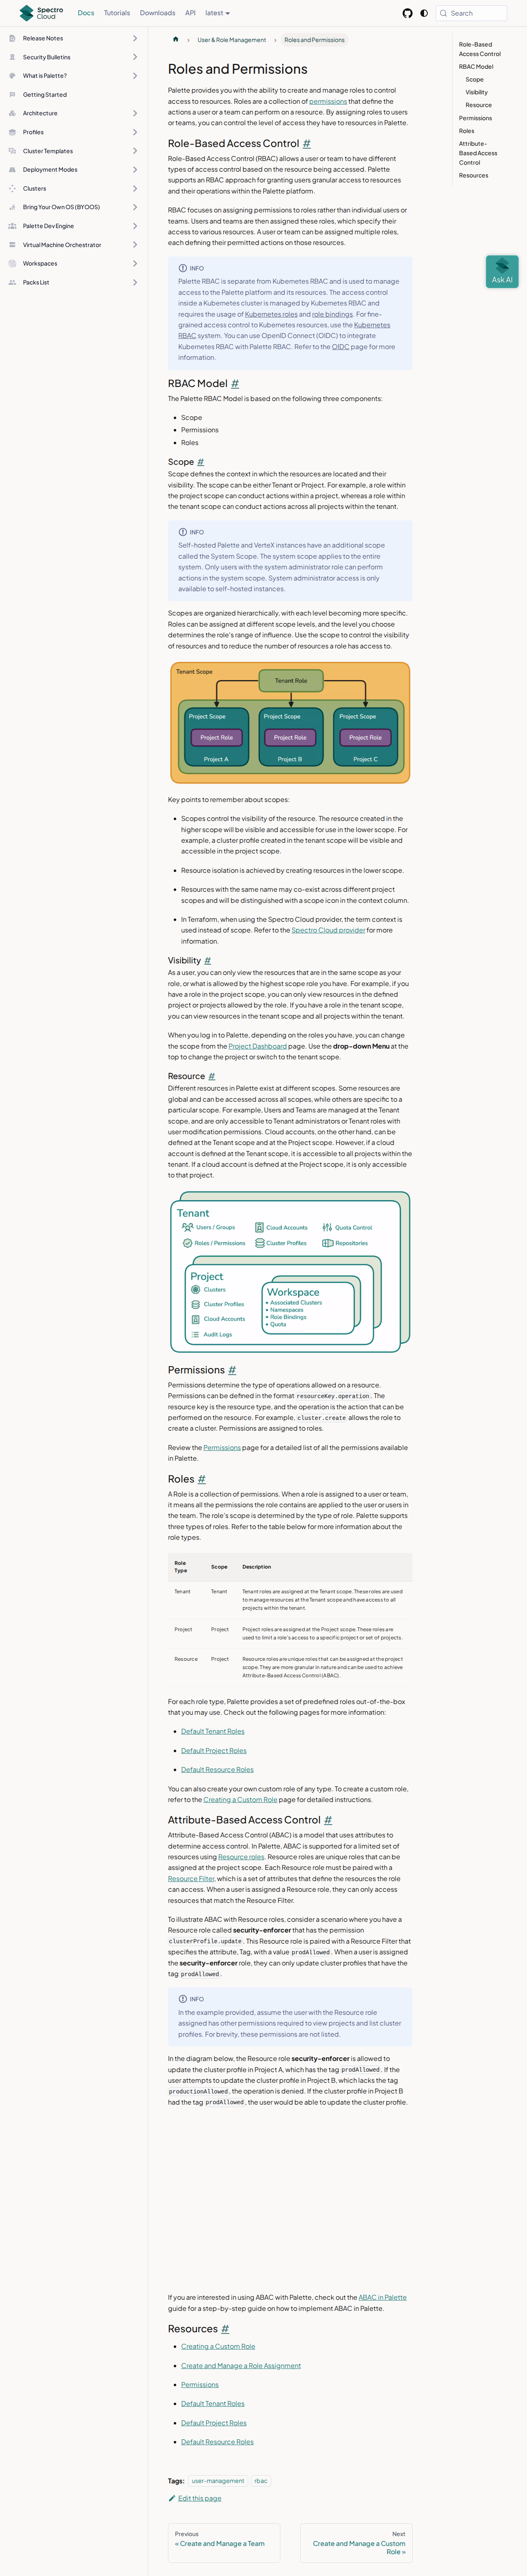 Spectro Cloud
Docs
Tutorials
Downloads
API
latest
Search
Release Notes
Security Bulletins
What is Palette?
Getting Started
Architecture
Profiles
Cluster Templates
Deployment Modes
Clusters
Bring Your Own OS (BYOOS)
Palette Dev Engine
Virtual Machine Orchestrator
Workspaces
Packs List
User & Role Management
Roles and Permissions
Roles and Permissions
Palette provides you with the ability to create and manage roles to control
access to resources. Roles are a collection of permissions that define the
actions a user or a team can perform on a resource. By assigning roles to users
or teams, you can control the level of access they have to resources in Palette.
Role-Based Access Control #
Role-Based Access Control (RBAC) allows a user or team to have different
types of access control based on the resource being accessed. Palette
supports an RBAC approach for granting users granular access to resources
and their operations within the Palette platform.
RBAC focuses on assigning permissions to roles rather than individual users or
teams. Users and teams are then assigned these roles, which specify their
access to various resources. A user or team can be assigned multiple roles,
each defining their permitted actions on those resources.
INFO
Palette RBAC is separate from Kubernetes RBAC and is used to manage
access to the Palette platform and its resources. The access control
inside a Kubernetes cluster is managed by Kubernetes RBAC and
requires the usage of Kubernetes roles and role bindings. For fine-
grained access control to Kubernetes resources, use the Kubernetes
RBAC system. You can use OpenID Connect (OIDC) to integrate
Kubernetes RBAC with Palette RBAC. Refer to the OIDC page for more
information.
RBAC Model #
The Palette RBAC Model is based on the following three components:
Scope
Permissions
Roles
Scope #
Scope defines the context in which the resources are located and their
visibility. The scope can be either Tenant or Project. For example, a role within
the project scope can conduct actions within a project, whereas a role within
the tenant scope can conduct actions across all projects within the tenant.
INFO
Self-hosted Palette and VerteX instances have an additional scope
called the System Scope. The system scope applies to the entire
system. Only users with the system administrator role can perform
actions in the system scope. System administrator access is only
available to self-hosted instances.
Scopes are organized hierarchically, with each level becoming more specific.
Roles can be assigned at different scope levels, and the level you choose
determines the role's range of influence. Use the scope to control the visibility
of resources and to reduce the number of resources a role has access to.
Tenant Scope
Tenant Role
Project Scope
Project Scope
Project Scope
Project Role
Project Role
Project Role
Project A
Project B
Project C
Key points to remember about scopes:
Scopes control the visibility of the resource. The resource created in the
higher scope will be visible and accessible for use in the lower scope. For
example, a cluster profile created in the tenant scope will be visible and
accessible in the project scope.
Resource isolation is achieved by creating resources in the lower scope.
Resources with the same name may co-exist across different project
scopes and will be distinguished with a scope icon in the context column.
In Terraform, when using the Spectro Cloud provider, the term context is
used instead of scope. Refer to the Spectro Cloud provider for more
information.
Visibility #
As a user, you can only view the resources that are in the same scope as your
role, or what is allowed by the highest scope role you have. For example, if you
have a role in the project scope, you can only view resources in the defined
project or projects allowed by the role. If you have a role in the tenant scope,
you can view resources in the tenant scope and all projects within the tenant.
When you log in to Palette, depending on the roles you have, you can change
the scope from the Project Dashboard page. Use the drop-down Menu at the
top to change the project or switch to the tenant scope.
Resource #
Different resources in Palette exist at different scopes. Some resources are
global and can be accessed across all scopes, while others are specific to a
particular scope. For example, Users and Teams are managed at the Tenant
scope, and are only accessible to Tenant administrators or Tenant roles with
user modification permissions. Cloud accounts, on the other hand, can be
defined at the Tenant scope and at the Project scope. However, if a cloud
account is defined at the Tenant scope, it is accessible to all projects within the
tenant. If a cloud account is defined at the Project scope, it is only accessible
to that project.
Tenant
Users / Groups
Cloud Accounts
Quota Control
Roles / Permissions
Cluster Profiles
Repositories
Project
Clusters
Cluster Profiles
Cloud Accounts
Audit Logs
Workspace
• Associated Clusters
• Namespaces
• Role Bindings
• Quota
Permissions #
Permissions determine the type of operations allowed on a resource.
Permissions can be defined in the format resourceKey.operation. The
resource key is the resource type, and the operation is the action that can be
performed on the resource. For example, cluster.create allows the role to
create a cluster. Permissions are assigned to roles.
Review the Permissions page for a detailed list of all the permissions available
in Palette.
Roles #
A Role is a collection of permissions. When a role is assigned to a user or team,
it means all the permissions the role contains are applied to the user or users in
the team. The role's scope is determined by the type of role. Palette supports
three types of roles. Refer to the table below for more information about the
role types.
Role Type
Scope
Description
Tenant
Tenant
Tenant roles are assigned at the Tenant scope. These roles are used
to manage resources at the Tenant scope and have access to all
projects within the tenant.
Project
Project
Project roles are assigned at the Project scope. These roles are
used to limit a role's access to a specific project or set of projects.
Resource
Project
Resource roles are unique roles that can be assigned at the project
scope. They are more granular in nature and can be used to achieve
Attribute-Based Access Control (ABAC).
For each role type, Palette provides a set of predefined roles out-of-the-box
that you may use. Check out the following pages for more information:
Default Tenant Roles
Default Project Roles
Default Resource Roles
You can also create your own custom role of any type. To create a custom role,
refer to the Creating a Custom Role page for detailed instructions.
Attribute-Based Access Control #
Attribute-Based Access Control (ABAC) is a model that uses attributes to
determine access control. In Palette, ABAC is supported for a limited set of
resources using Resource roles. Resource roles are unique roles that can be
assigned at the project scope. Each Resource role must be paired with a
Resource Filter, which is a set of attributes that define the resources the role
can access. When a user is assigned a Resource role, they can only access
resources that match the Resource Filter.
To illustrate ABAC with Resource roles, consider a scenario where you have a
Resource role called security-enforcer that has the permission
clusterProfile.update. This Resource role is paired with a Resource Filter that
specifies the attribute, Tag, with a value prodAllowed. When a user is assigned
the security-enforcer role, they can only update cluster profiles that have the
tag prodAllowed.
INFO
In the example provided, assume the user with the Resource role
assigned has other permissions required to view projects and list cluster
profiles. For brevity, these permissions are not listed.
In the diagram below, the Resource role security-enforcer is allowed to
update the cluster profile in Project A, which has the tag prodAllowed. If the
user attempts to update the cluster profile in Project B, which lacks the tag
productionAllowed, the operation is denied. If the cluster profile in Project B
had the tag prodAllowed, the user would be able to update the cluster profile.
If you are interested in using ABAC with Palette, check out the ABAC in Palette
guide for a step-by-step guide on how to implement ABAC in Palette.
Resources #
Creating a Custom Role
Create and Manage a Role Assignment
Permissions
Default Tenant Roles
Default Project Roles
Default Resource Roles
Tags:
user-management
rbac
Edit this page
Previous
« Create and Manage a Team
Next
Create and Manage a Custom
Role »
Role-Based
Access Control
RBAC Model
Scope
Visibility
Resource
Permissions
Roles
Attribute-
Based Access
Control
Resources
Ask AI